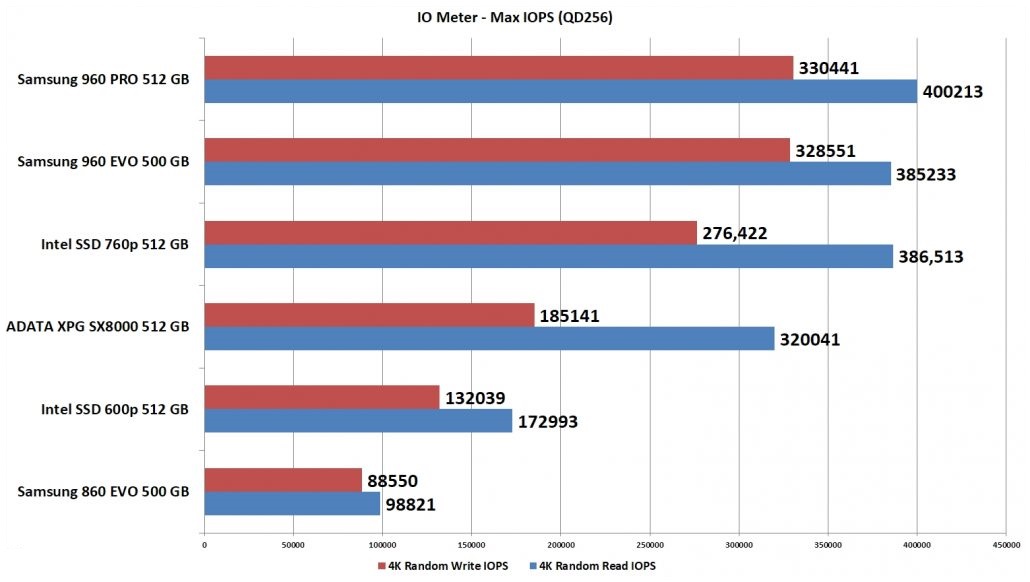 IO Meter - Max IOPS (QD256)
Samsung 960 PRO 512 GB
330441
400213
Samsung 960 EVO 500 GB
328551
385233
Intel SSD 760p 512 GB
276,422
386,513
ADATA XPG SX8000 512 GB
185141
320041
Intel SSD 600p 512 GB
132039
172993
Samsung 860 EVO 500 GB
88550
98821
0 50000 100000 150000 200000 250000 300000 350000 400000 450000
4K Random Write IOPS 4K Random Read IOPS